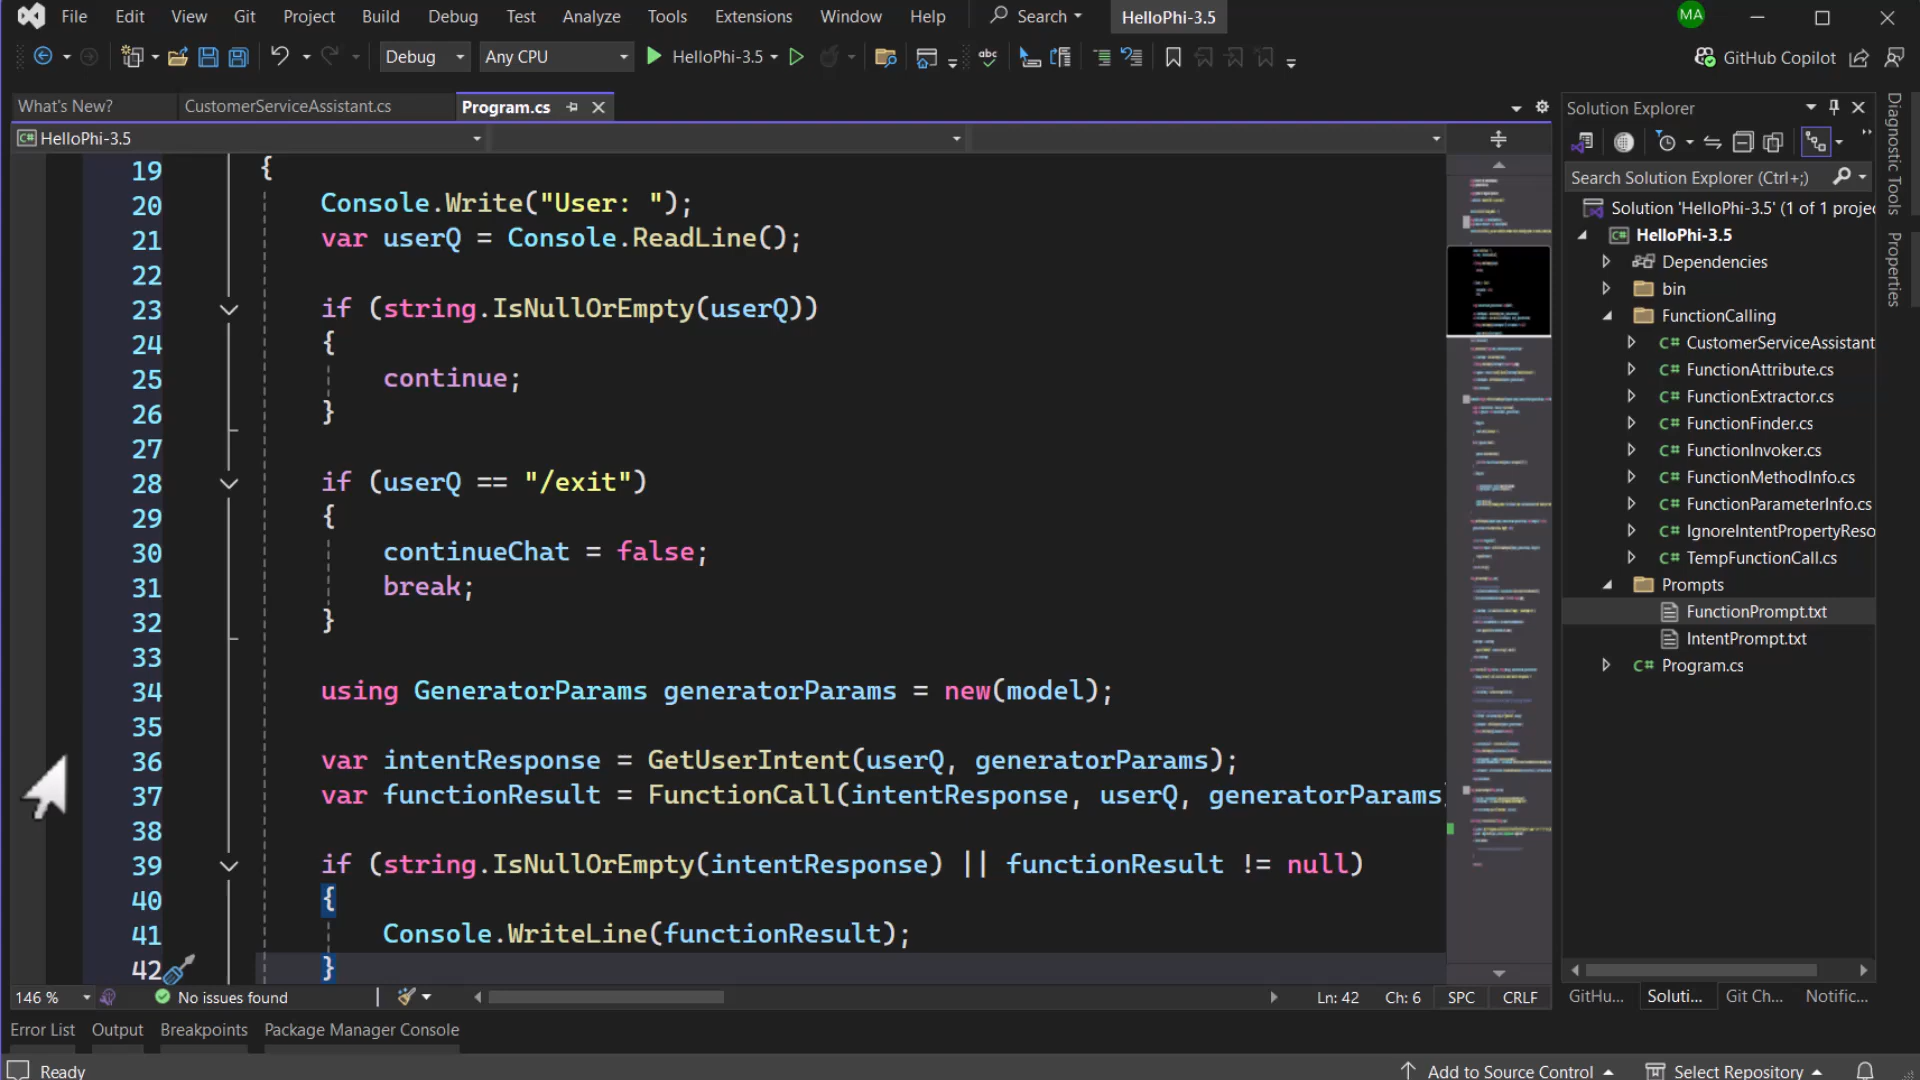 File Edit View Git Project Build Debug Test Analyze Tools Extensions Window Help Search HelloPhi-3.5 MA
Debug Any CPU HelloPhi-3.5 abc GitHub Copilot
What's New? CustomerServiceAssistant.cs Program.cs
C# HelloPhi-3.5
19 {
20 Console.Write("User: ");
21 var userQ = Console.ReadLine();
22
23 if (string.IsNullOrEmpty(userQ))
24 {
25 continue;
26 }
27
28 if (userQ == "/exit")
29 {
30 continueChat = false;
31 break;
32 }
33
34 using GeneratorParams generatorParams = new(model);
35
36 var intentResponse = GetUserIntent(userQ, generatorParams);
37 var functionResult = FunctionCall(intentResponse, userQ, generatorParams)
38
39 if (string.IsNullOrEmpty(intentResponse) || functionResult != null)
40 {
41 Console.WriteLine(functionResult);
42 }
146 % No issues found Ln: 42 Ch: 6 SPC CRLF
Error List Output Breakpoints Package Manager Console
Ready Add to Source Control Select Repository
Solution Explorer
Search Solution Explorer (Ctrl+;)
Solution 'HelloPhi-3.5' (1 of 1 projec
C# HelloPhi-3.5
Dependencies
bin
FunctionCalling
C# CustomerServiceAssistant
C# FunctionAttribute.cs
C# FunctionExtractor.cs
C# FunctionFinder.cs
C# FunctionInvoker.cs
C# FunctionMethodInfo.cs
C# FunctionParameterInfo.cs
C# IgnoreIntentPropertyReso
C# TempFunctionCall.cs
Prompts
FunctionPrompt.txt
IntentPrompt.txt
C# Program.cs
GitHu... Soluti... Git Ch... Notific...
Diagnostic Tools
Properties